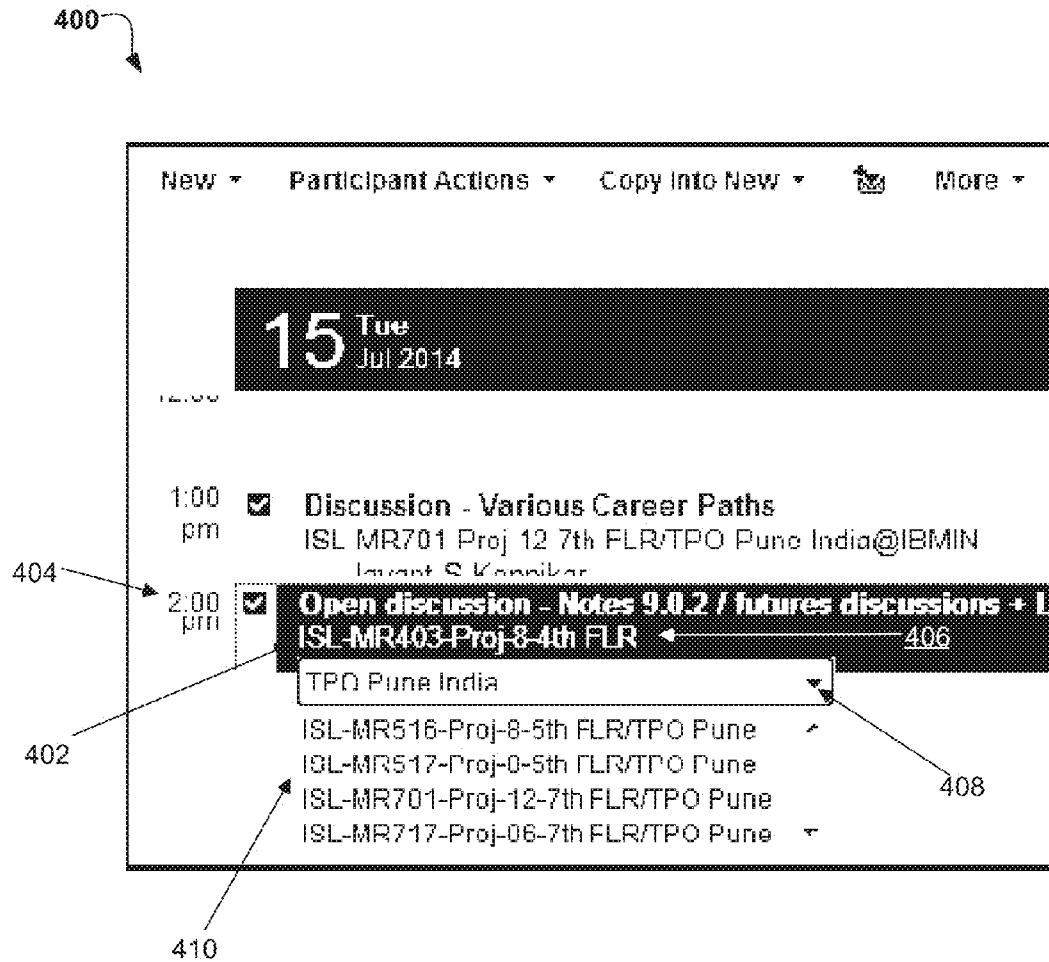 400
New Participant Actions Copy Into New More
15 Tue
Jul 2014
12:00
1:00 pm
Discussion - Various Career Paths
ISL MR701 Proj 12 7th FLR/TPO Pune India@IBMIN
Jayant S Kappikar
404
2:00 pm
Open discussion - Notes 9.0.2 / futures discussions + L
ISL-MR403-Proj-8-4th FLR
406
TPO Pune India
402
ISL-MR516-Proj-8-5th FLR/TPO Pune
ISL-MR517-Proj-0-5th FLR/TPO Pune
408
ISL-MR701-Proj-12-7th FLR/TPO Pune
ISL-MR717-Proj-06-7th FLR/TPO Pune
410